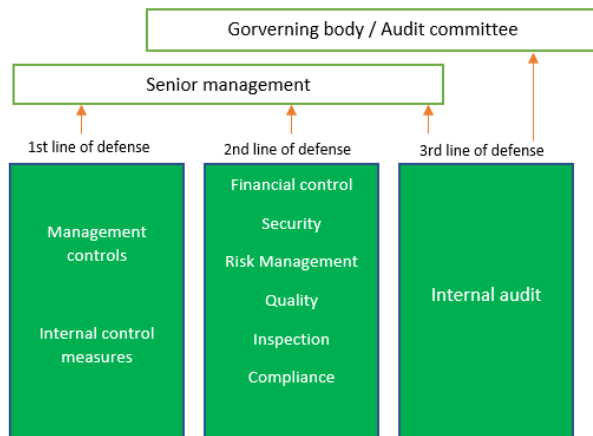 Gorverning body / Audit committee
Senior management
1st line of defense
2nd line of defense
3rd line of defense
Management
controls
Internal control
measures
Financial control
Security
Risk Management
Quality
Inspection
Compliance
Internal audit